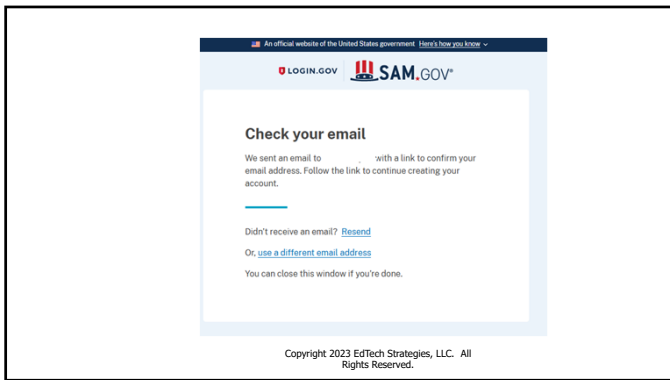 An official website of the United States government Here's how you know
LOGIN.GOV SAM.GOV®
Check your email
We sent an email to with a link to confirm your
email address. Follow the link to continue creating your
account.
Didn't receive an email? Resend
Or, use a different email address
You can close this window if you're done.
Copyright 2023 EdTech Strategies, LLC. All
Rights Reserved.